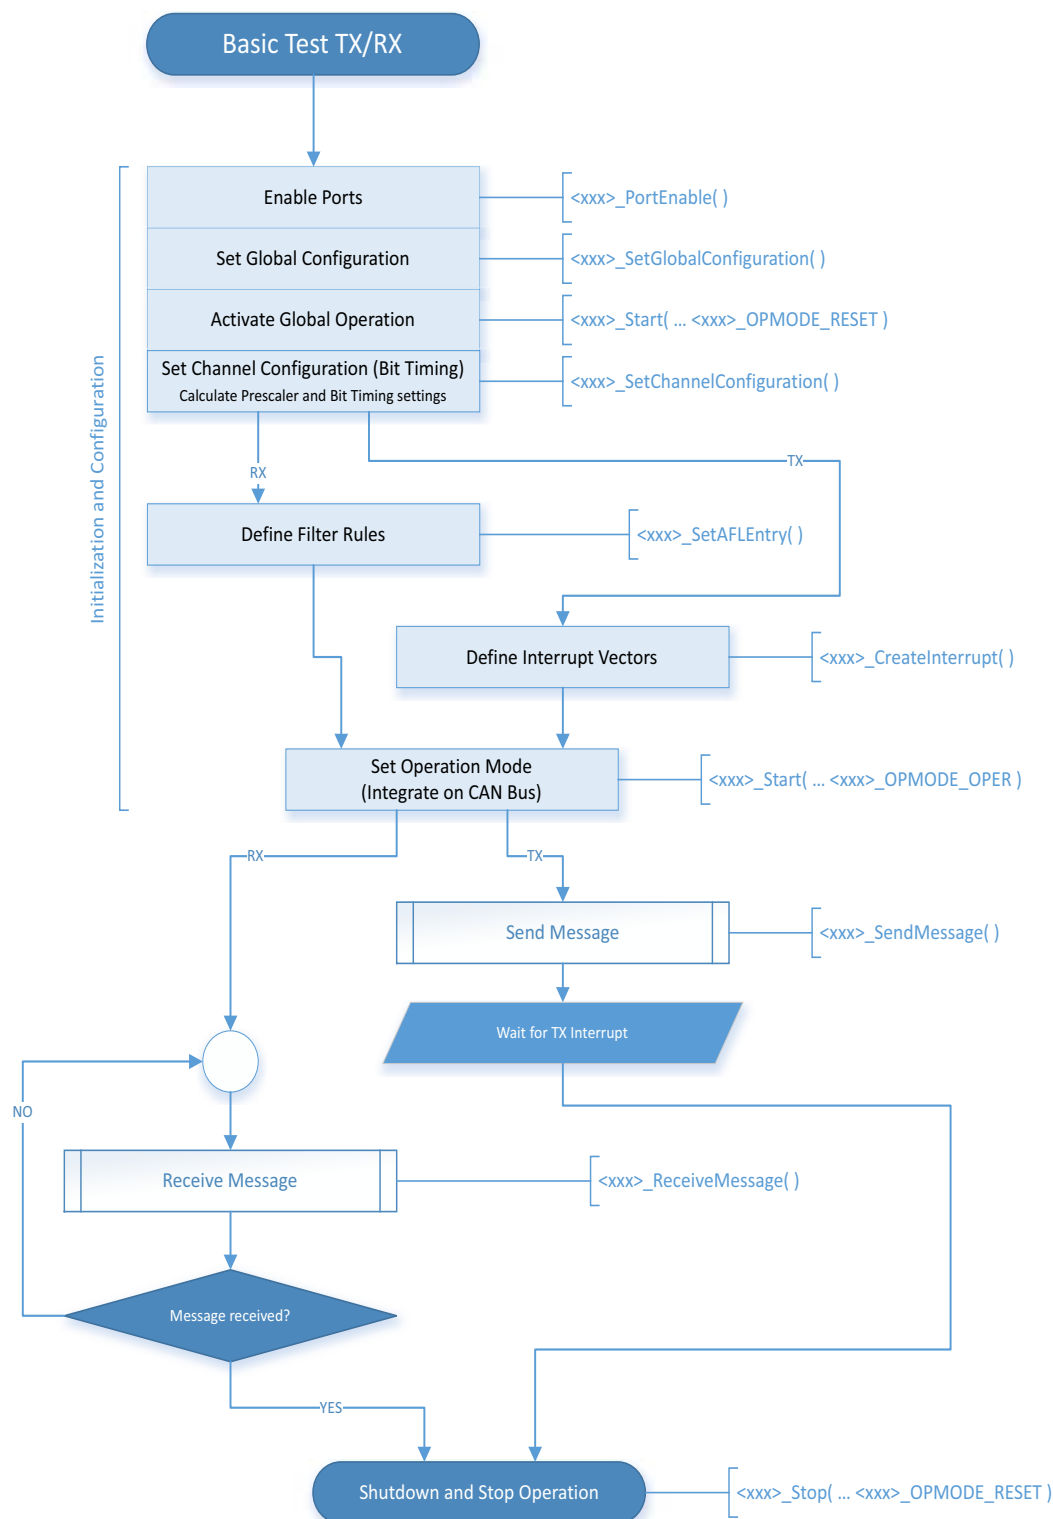 Basic Test TX/RX
Enable Ports
<xxx>_PortEnable( )
Set Global Configuration
<xxx>_SetGlobalConfiguration( )
Activate Global Operation
<xxx>_Start( ... <xxx>_OPMODE_RESET )
Set Channel Configuration (Bit Timing)
Calculate Prescaler and Bit Timing settings
<xxx>_SetChannelConfiguration( )
Initialization and Configuration
RX
TX
Define Filter Rules
<xxx>_SetAFLEntry( )
Define Interrupt Vectors
<xxx>_CreateInterrupt( )
Set Operation Mode
(Integrate on CAN Bus)
<xxx>_Start( ... <xxx>_OPMODE_OPER )
RX
TX
Send Message
<xxx>_SendMessage( )
Wait for TX Interrupt
NO
Receive Message
<xxx>_ReceiveMessage( )
Message received?
YES
Shutdown and Stop Operation
<xxx>_Stop( ... <xxx>_OPMODE_RESET )